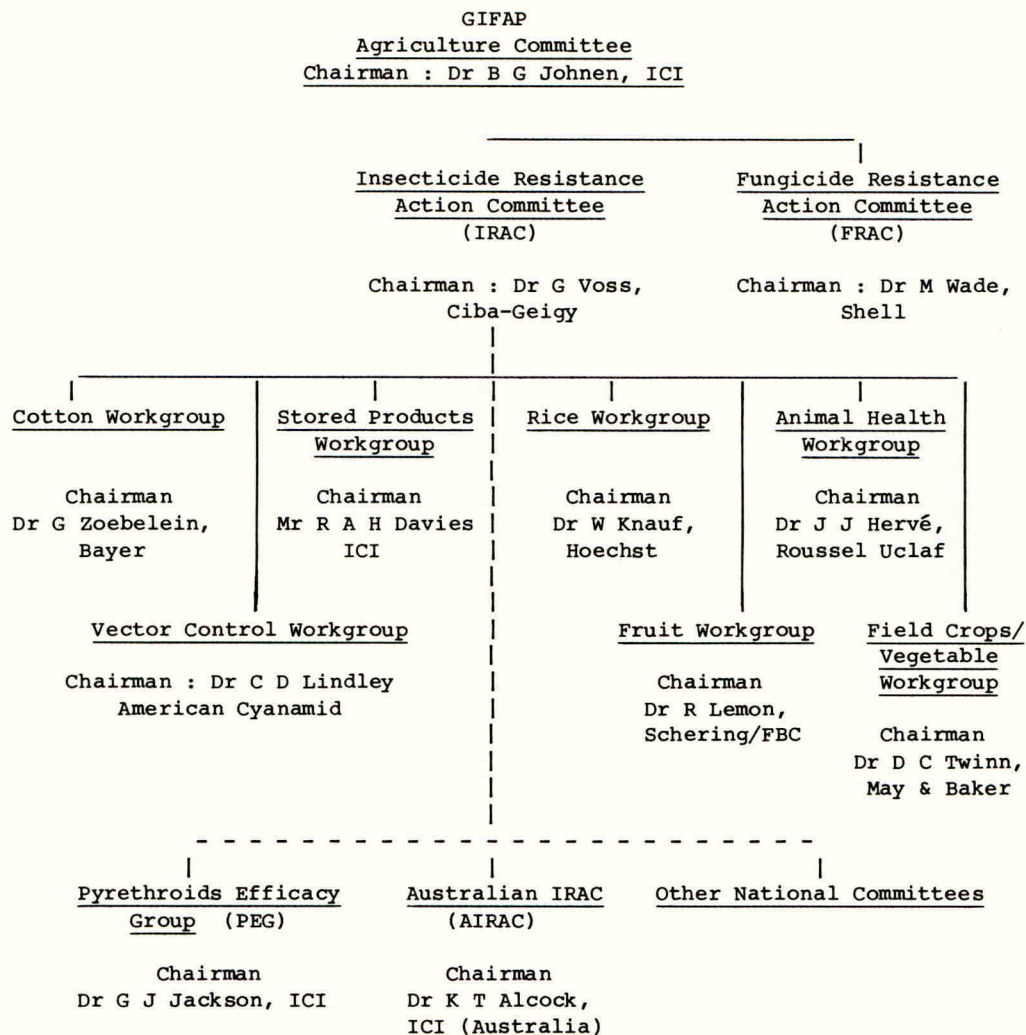 GIFAP
Agriculture Committee
Chairman : Dr B G Johnen, ICI
Insecticide Resistance
Action Committee
(IRAC)
Chairman : Dr G Voss,
Ciba-Geigy
Fungicide Resistance
Action Committee
(FRAC)
Chairman : Dr M Wade,
Shell
Cotton Workgroup
Chairman
Dr G Zoebelein,
Bayer
Stored Products
Workgroup
Chairman
Mr R A H Davies
ICI
Rice Workgroup
Chairman
Dr W Knauf,
Hoechst
Animal Health
Workgroup
Chairman
Dr J J Hervé,
Roussel Uclaf
Vector Control Workgroup
Chairman : Dr C D Lindley
American Cyanamid
Fruit Workgroup
Chairman
Dr R Lemon,
Schering/FBC
Field Crops/
Vegetable
Workgroup
Chairman
Dr D C Twinn,
May & Baker
Pyrethroids Efficacy
Group (PEG)
Chairman
Dr G J Jackson, ICI
Australian IRAC
(AIRAC)
Chairman
Dr K T Alcock,
ICI (Australia)
Other National Committees